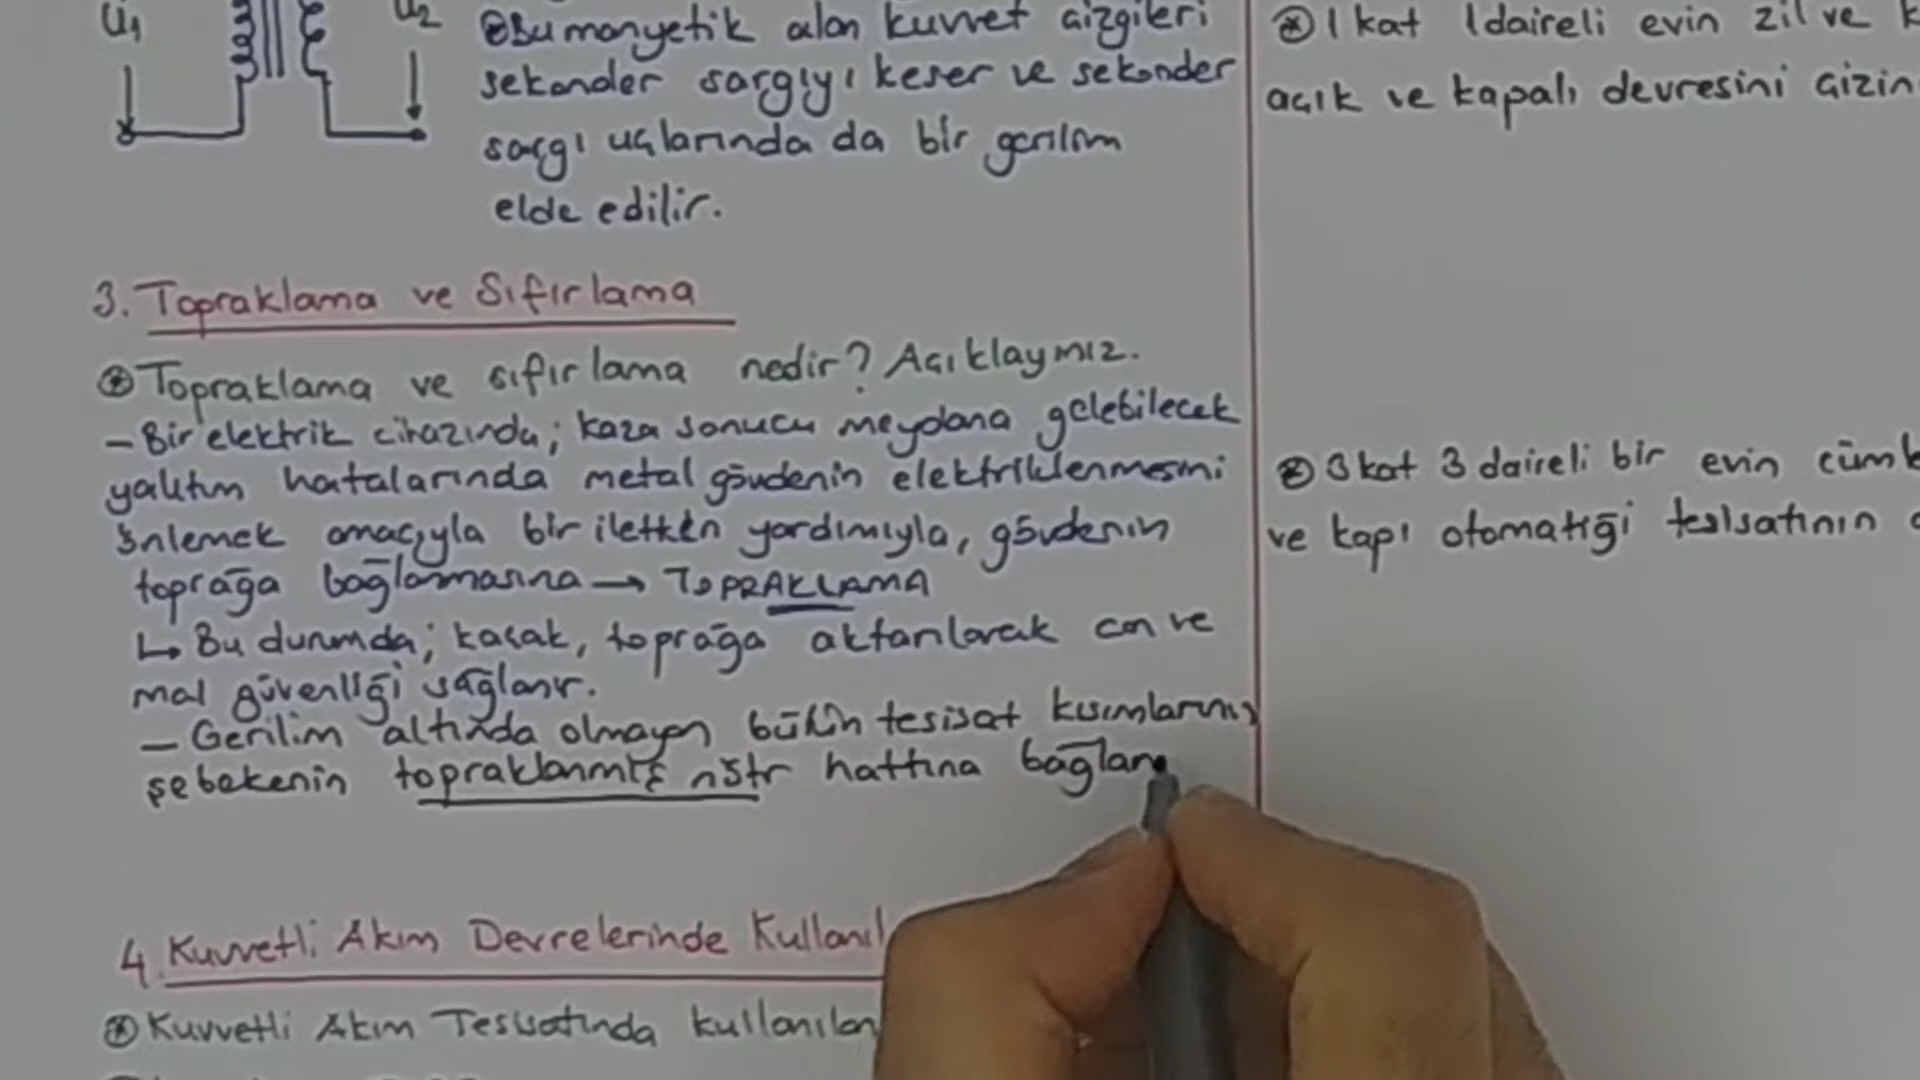 U1
U2
⊛Bu manyetik alan kuvvet çizgileri
sekonder sargıyı keser ve sekonder
sargı uçlarında da bir gerilim
elde edilir.
3. Topraklama ve Sıfırlama
⊛Topraklama ve sıfırlama nedir? Açıklayınız.
- Bir elektrik cihazında; kaza sonucu meydana gelebilecek
yalıtım hatalarında metal gövdenin elektriklenmesini
önlemek amacıyla bir iletken yardımıyla, gövdenin
toprağa bağlanmasına → TOPRAKLAMA
↳ Bu durumda; kaçak, toprağa aktarılarak can ve
mal güvenliği sağlanır.
- Gerilim altında olmayan bütün tesisat kısımlarının
şebekenin topraklanmış nötr hattına bağlan
4. Kuvvetli Akım Devrelerinde Kullanıl
⊛Kuvvetli Akım Tesisatında kullanılan
⊛1 kat 1 daireli evin zil ve k
açık ve kapalı devresini çizin
⊛3 kat 3 daireli bir evin
ve kapı otomatiği teslsatının